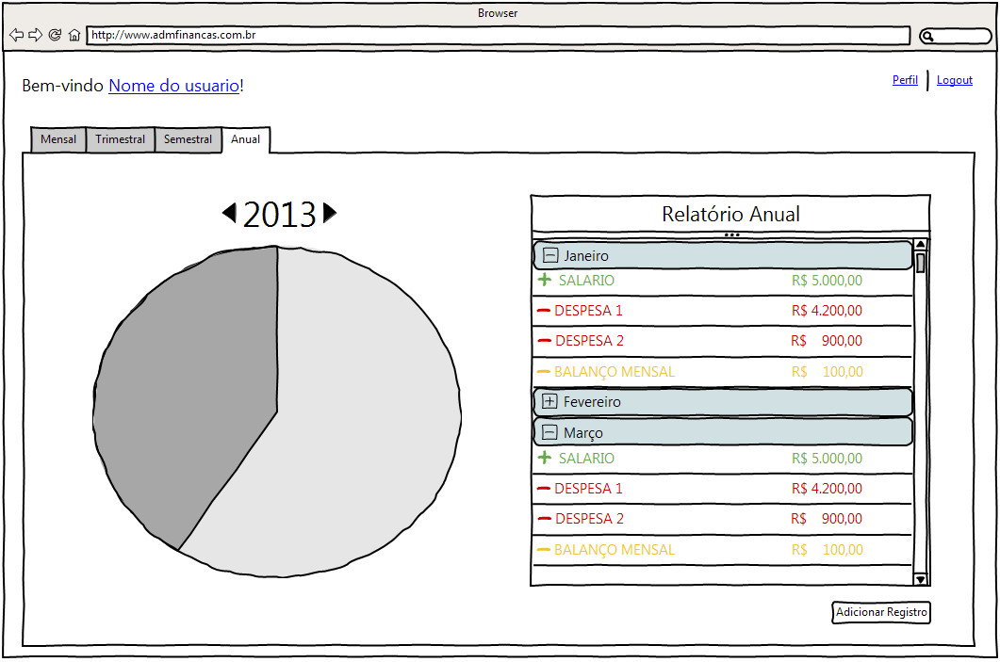 Browser
http://www.admfinancas.com.br
Bem-vindo Nome do usuario!
Perfil | Logout
Mensal Trimestral Semestral Anual
2013
Relatório Anual
Janeiro
+ SALARIO R$ 5.000,00
- DESPESA 1 R$ 4.200,00
- DESPESA 2 R$ 900,00
- BALANÇO MENSAL R$ 100,00
Fevereiro
Março
+ SALARIO R$ 5.000,00
- DESPESA 1 R$ 4.200,00
- DESPESA 2 R$ 900,00
- BALANÇO MENSAL R$ 100,00
Adicionar Registro